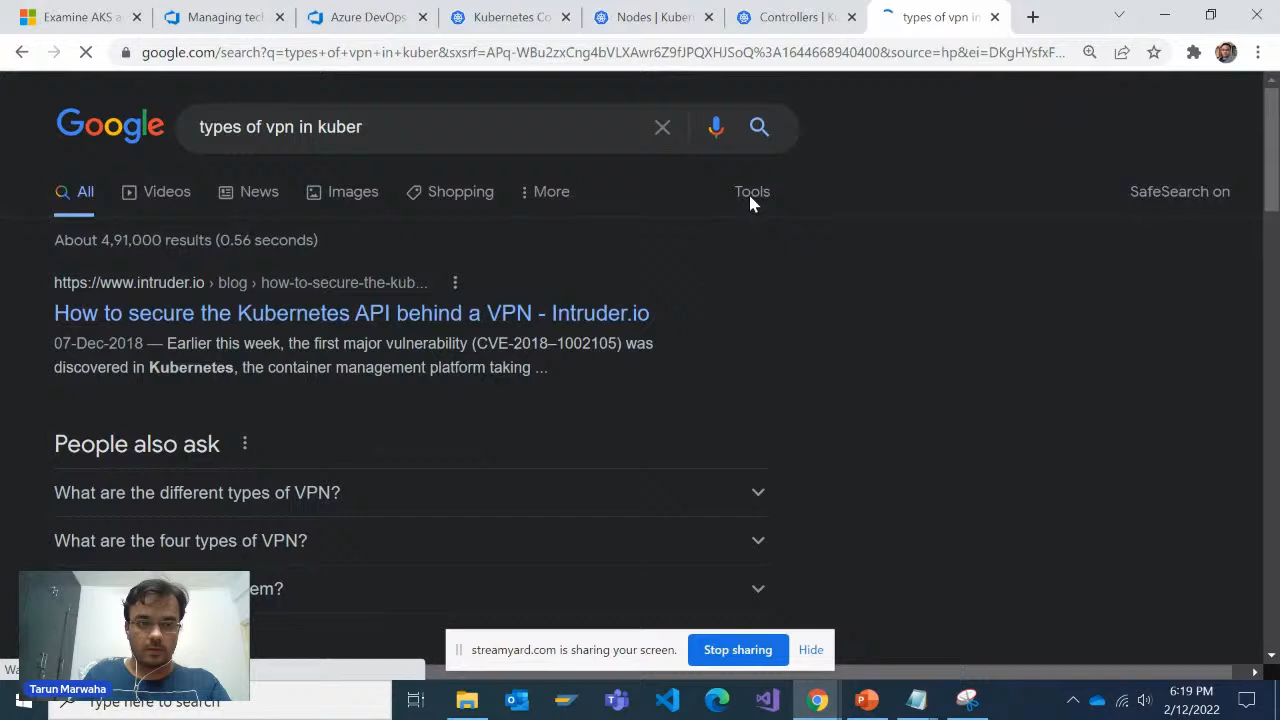 Examine AKS a
Managing tech
Azure DevOps
Kubernetes Co
Nodes | Kuber
Controllers | Ku
types of vpn in
google.com/search?q=types+of+vpn+in+kuber&sxsrf=APq-WBu2zxCng4bVLXAwr6Z9fJPQXHJSoQ%3A1644668940400&source=hp&ei=DKgHYsfxF...
Google
types of vpn in kuber
All
Videos
News
Images
Shopping
More
Tools
SafeSearch on
About 4,91,000 results (0.56 seconds)
https://www.intruder.io › blog › how-to-secure-the-kub...
How to secure the Kubernetes API behind a VPN - Intruder.io
07-Dec-2018 — Earlier this week, the first major vulnerability (CVE-2018–1002105) was
discovered in Kubernetes, the container management platform taking ...
People also ask
What are the different types of VPN?
What are the four types of VPN?
em?
streamyard.com is sharing your screen.
Stop sharing
Hide
Wa
Tarun Marwaha
Type here to search
6:19 PM
2/12/2022